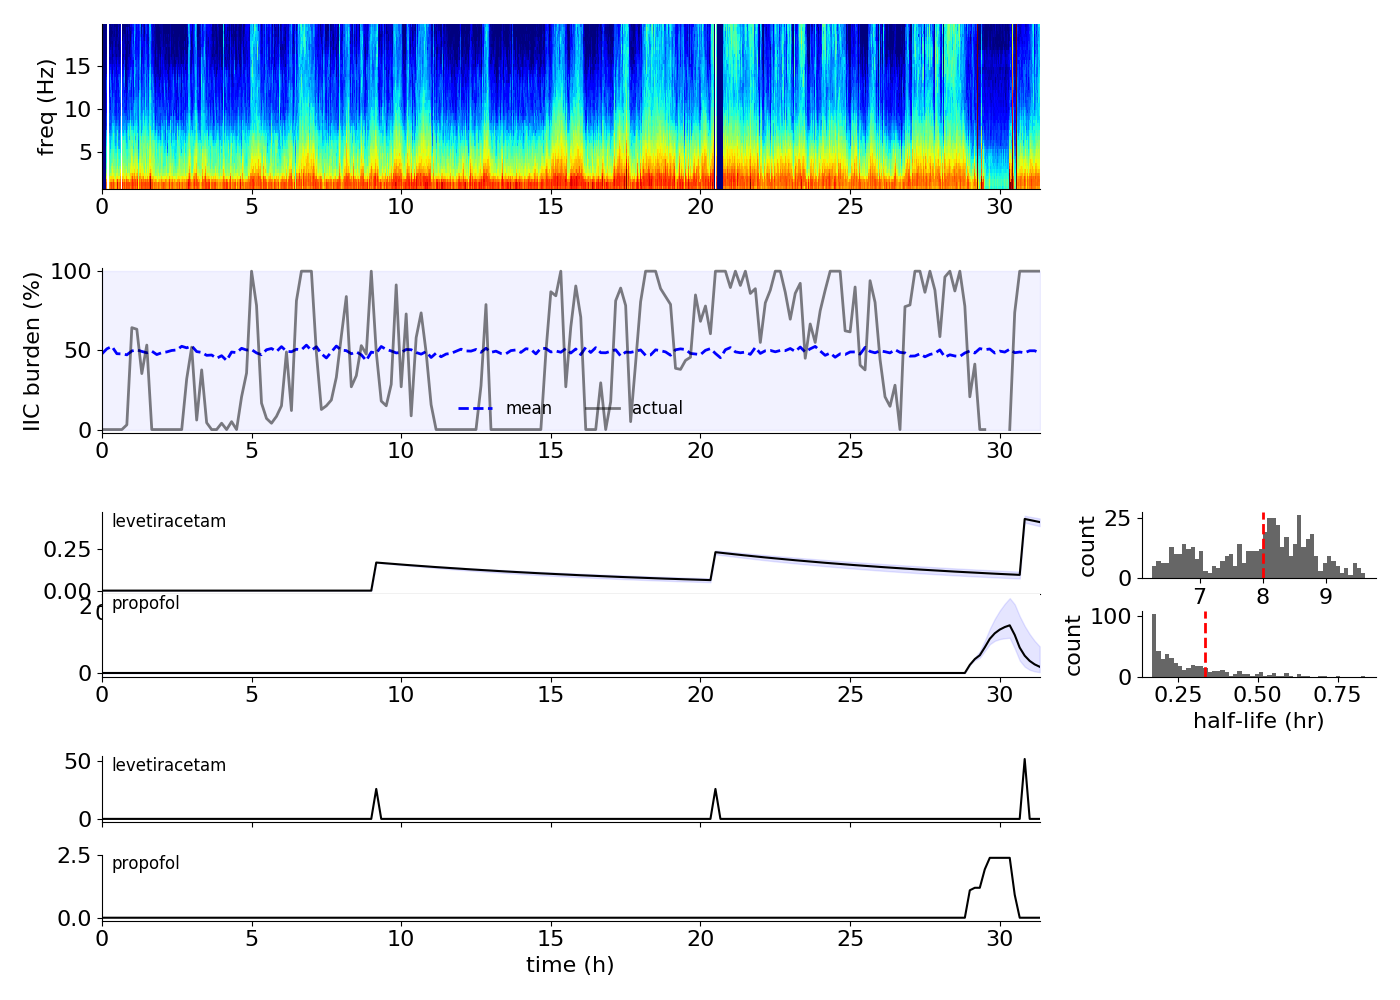 freq (Hz)
15
10
5
0 5 10 15 20 25 30
IIC burden (%)
100
50
0
mean actual
0 5 10 15 20 25 30
levetiracetam
0.25
0.00
0
propofol
2
0
0 5 10 15 20 25 30
count
25
0
7 8 9
count
100
0
0.25 0.50 0.75
half-life (hr)
levetiracetam
50
0
propofol
2.5
0.0
0 5 10 15 20 25 30
time (h)